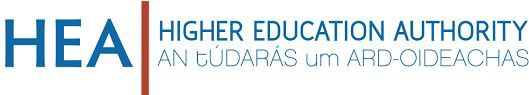 HEA
HIGHER EDUCATION AUTHORITY
AN tÚDARÁS um ARD-OIDEACHAS